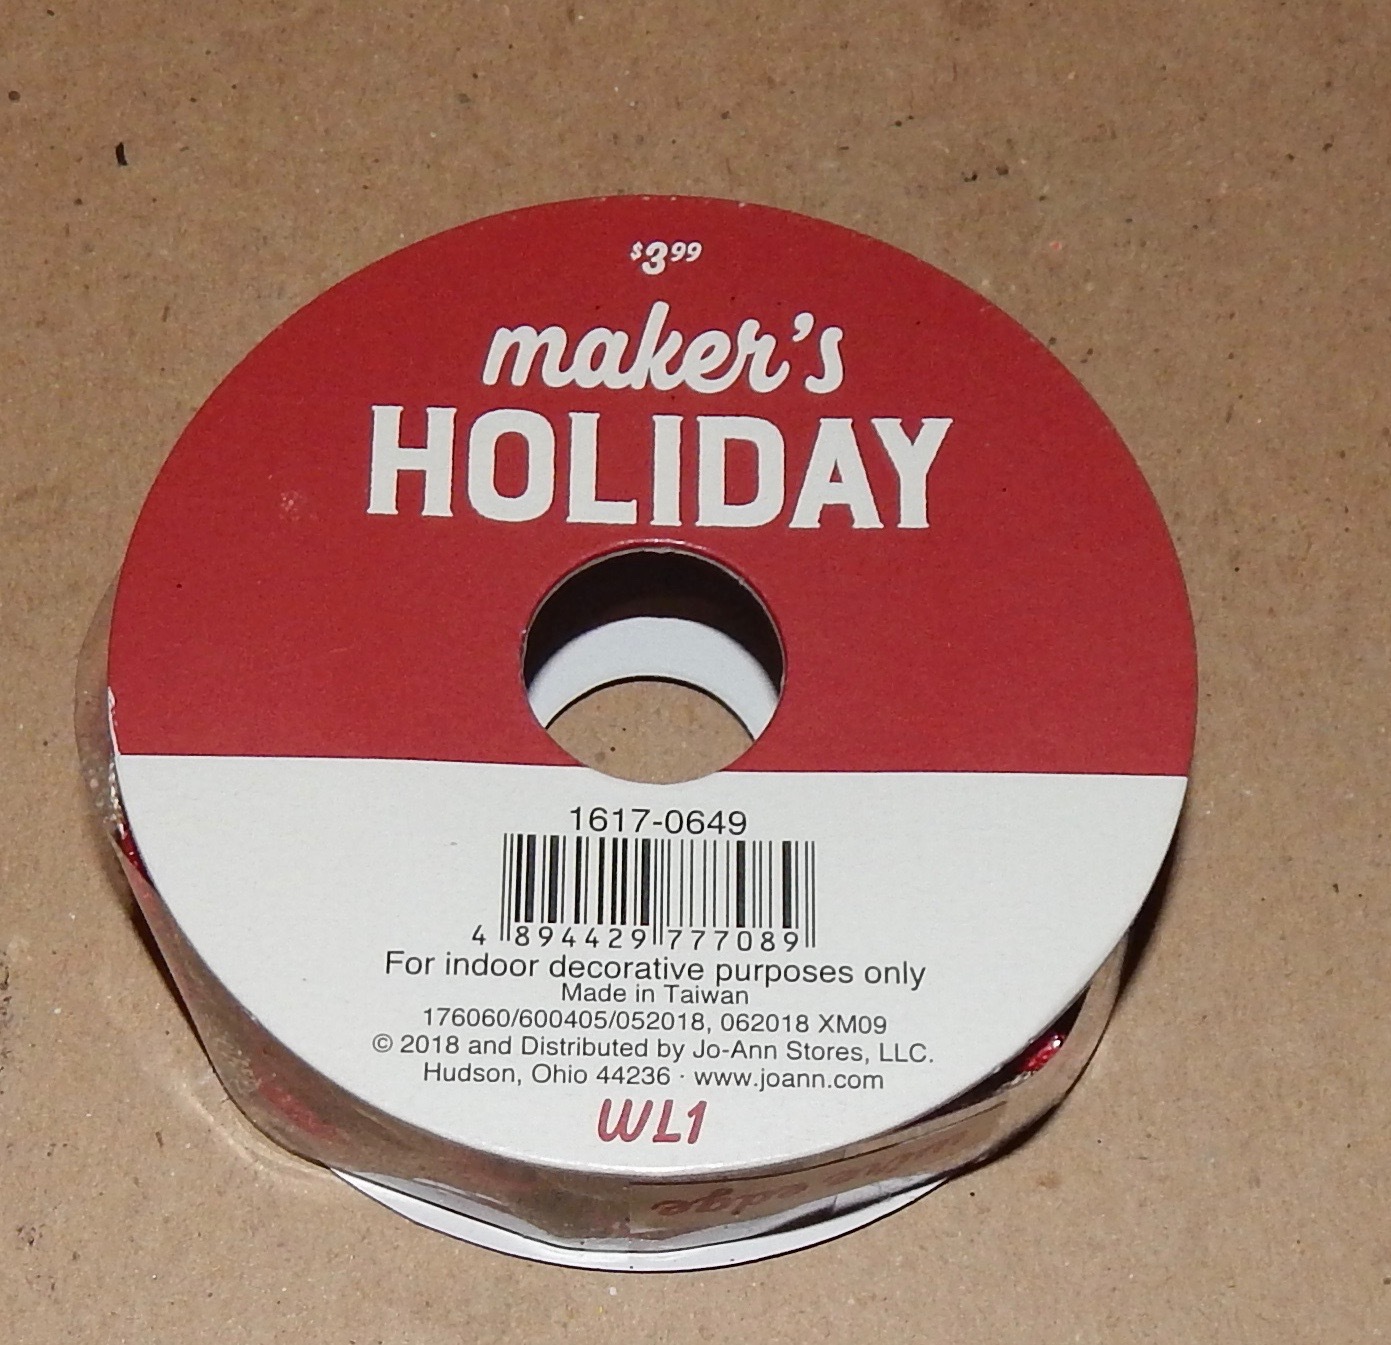 $3.99
maker's
HOLIDAY
1617-0649
4 894429 777089
For indoor decorative purposes only
Made in Taiwan
176060/600405/052018, 062018 XM09
© 2018 and Distributed by Jo-Ann Stores, LLC.
Hudson, Ohio 44236 · www.joann.com
WL1
edge